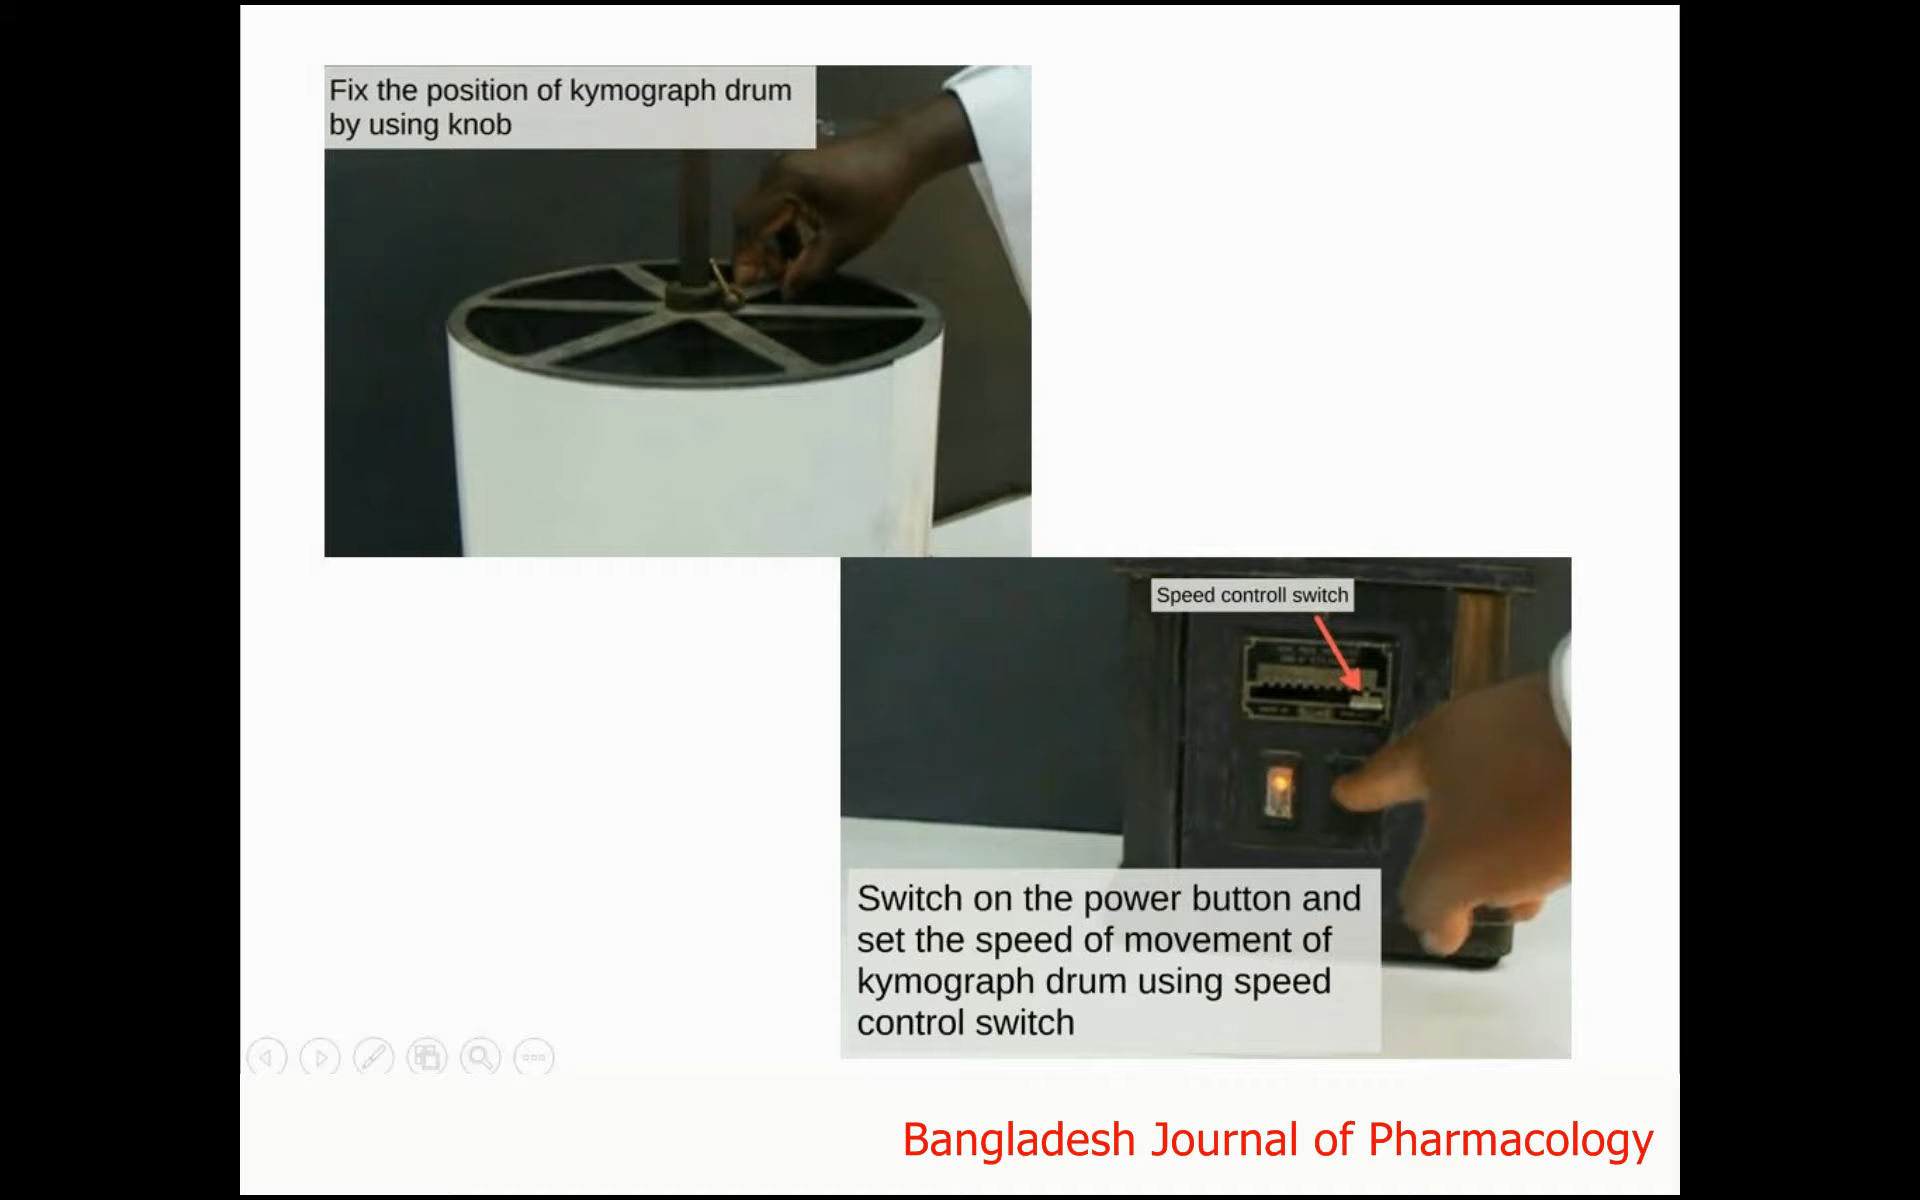 Fix the position of kymograph drum
by using knob
Speed controll switch
Switch on the power button and
set the speed of movement of
kymograph drum using speed
control switch
Bangladesh Journal of Pharmacology